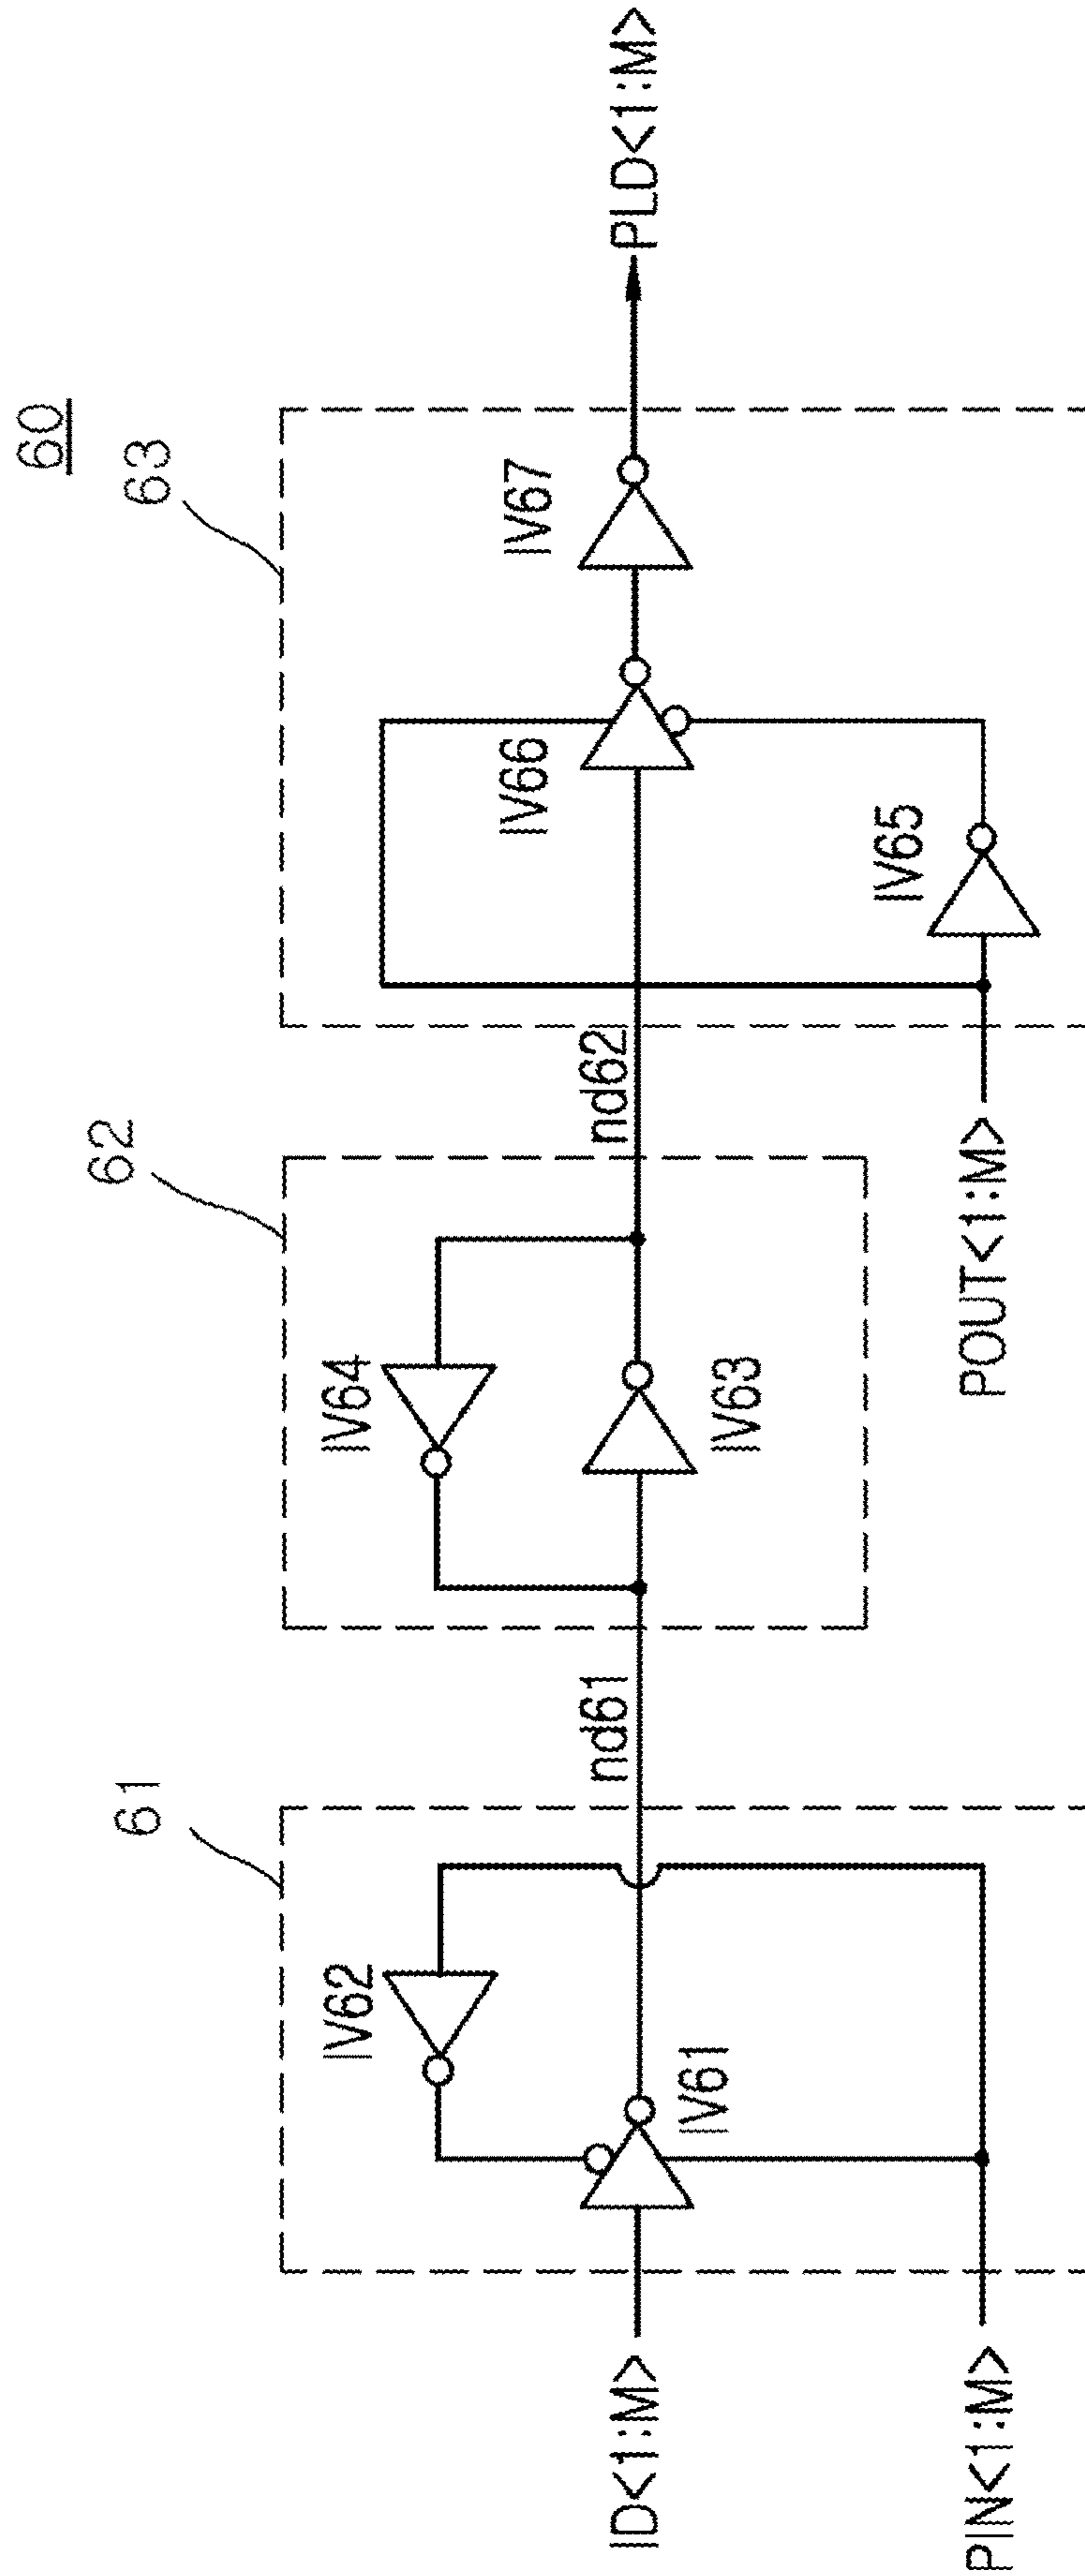 60
61
62
63
IV62
IV64
IV67
IV66
nd61
nd62
ID<1:M>
PLD<1:M>
IV61
IV63
IV65
PIN<1:M>
POUT<1:M>